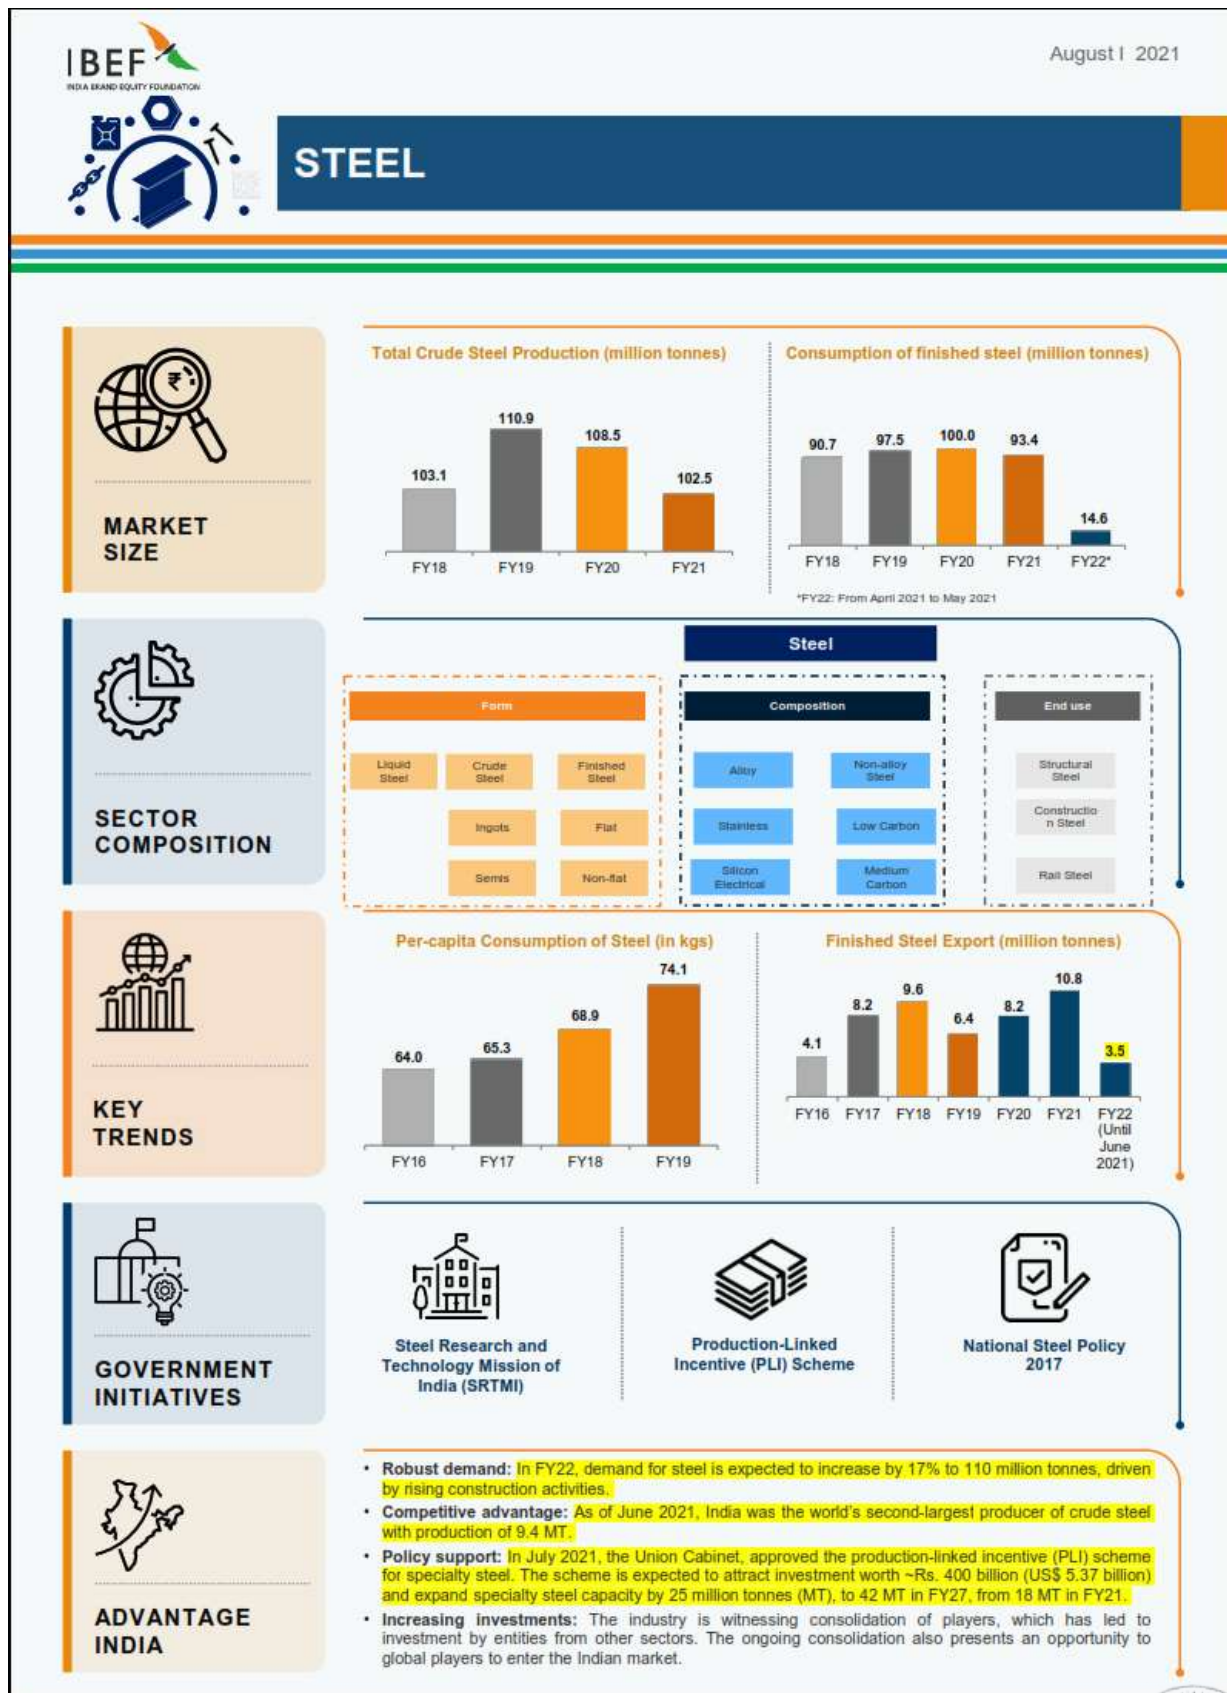 IBEF
INDIA BRAND EQUITY FOUNDATION
August I 2021
STEEL
₹
MARKET
SIZE
Total Crude Steel Production (million tonnes)
103.1
110.9
108.5
102.5
FY18
FY19
FY20
FY21
Consumption of finished steel (million tonnes)
90.7
97.5
100.0
93.4
14.6
FY18
FY19
FY20
FY21
FY22*
*FY22: From April 2021 to May 2021
SECTOR
COMPOSITION
Steel
Form
Liquid
Steel
Crude
Steel
Finished
Steel
Ingots
Flat
Semis
Non-flat
Composition
Alloy
Non-alloy
Steel
Stainless
Low Carbon
Silicon
Electrical
Medium
Carbon
End use
Structural
Steel
Constructio
n Steel
Rail Steel
KEY
TRENDS
Per-capita Consumption of Steel (in kgs)
64.0
65.3
68.9
74.1
FY16
FY17
FY18
FY19
Finished Steel Export (million tonnes)
4.1
8.2
9.6
6.4
8.2
10.8
3.5
FY16
FY17
FY18
FY19
FY20
FY21
FY22
(Until
June
2021)
GOVERNMENT
INITIATIVES
Steel Research and
Technology Mission of
India (SRTMI)
Production-Linked
Incentive (PLI) Scheme
National Steel Policy
2017
ADVANTAGE
INDIA
• Robust demand: In FY22, demand for steel is expected to increase by 17% to 110 million tonnes, driven
by rising construction activities.
• Competitive advantage: As of June 2021, India was the world's second-largest producer of crude steel
with production of 9.4 MT.
• Policy support: In July 2021, the Union Cabinet, approved the production-linked incentive (PLI) scheme
for specialty steel. The scheme is expected to attract investment worth ~Rs. 400 billion (US$ 5.37 billion)
and expand specialty steel capacity by 25 million tonnes (MT), to 42 MT in FY27, from 18 MT in FY21.
• Increasing investments: The industry is witnessing consolidation of players, which has led to
investment by entities from other sectors. The ongoing consolidation also presents an opportunity to
global players to enter the Indian market.